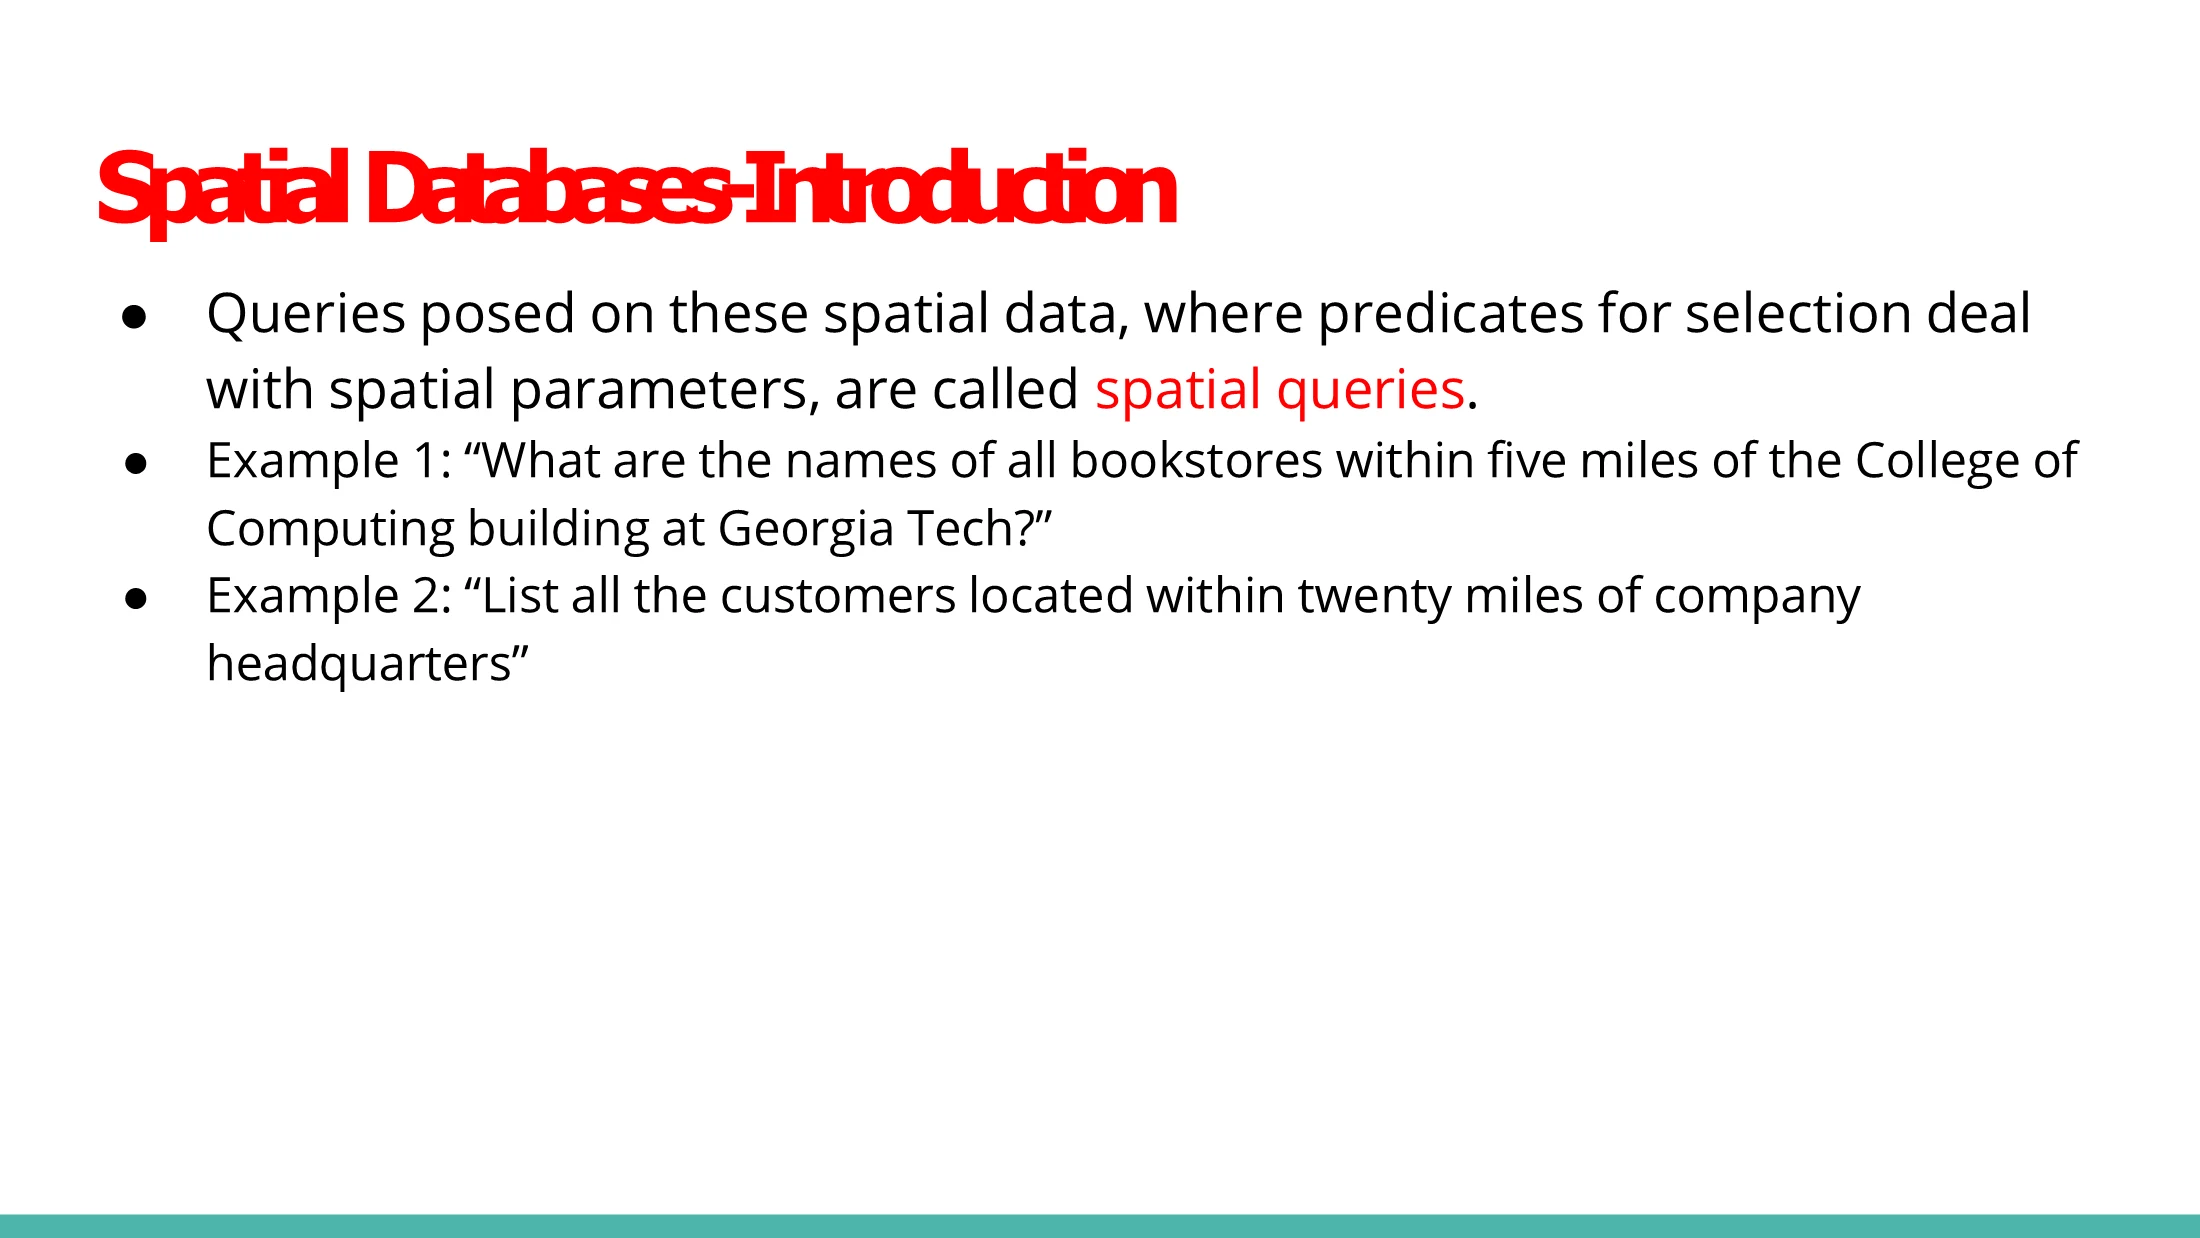 Spatial Databases-Introduction
● Queries posed on these spatial data, where predicates for selection deal
with spatial parameters, are called spatial queries.
● Example 1: “What are the names of all bookstores within five miles of the College of
Computing building at Georgia Tech?”
● Example 2: “List all the customers located within twenty miles of company
headquarters”